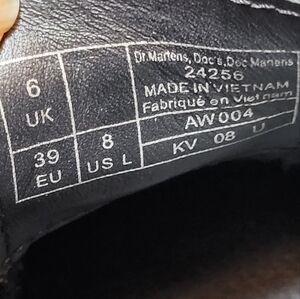 6
UK
39
EU
8
US L
Dr.Martens, Doc's, Doc Martens
24256
MADE IN VIETNAM
Fabriqué en Vietnam
AW004
KV 08 U